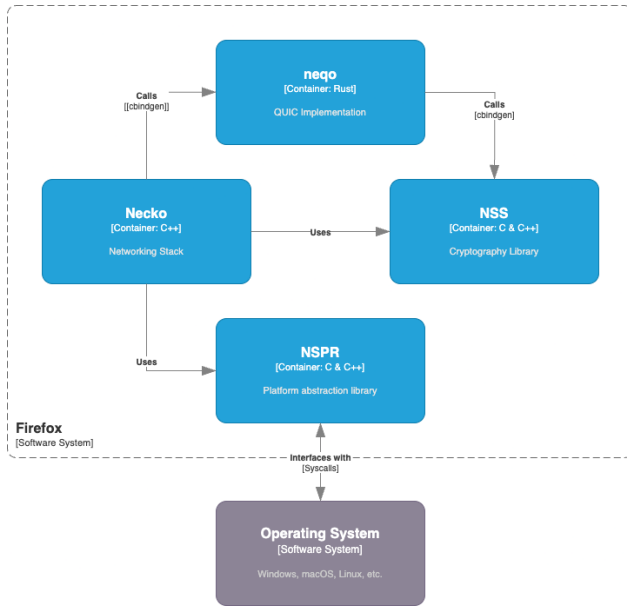 neqo
[Container: Rust]
QUIC Implementation
Calls
[[cbindgen]]
Calls
[cbindgen]
Necko
[Container: C++]
Networking Stack
Uses
NSS
[Container: C & C++]
Cryptography Library
NSPR
[Container: C & C++]
Platform abstraction library
Uses
Firefox
[Software System]
Interfaces with
[Syscalls]
Operating System
[Software System]
Windows, macOS, Linux, etc.